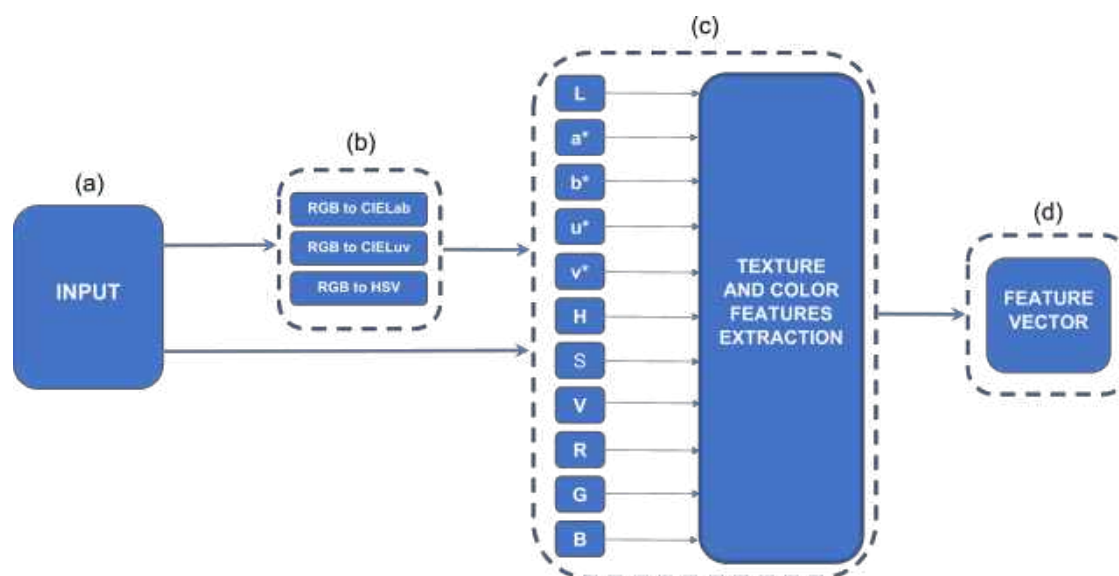 (a)
INPUT
(b)
RGB to CIELab
RGB to CIELuv
RGB to HSV
(c)
L
a*
b*
u*
v*
H
S
V
R
G
B
TEXTURE
AND COLOR
FEATURES
EXTRACTION
(d)
FEATURE
VECTOR